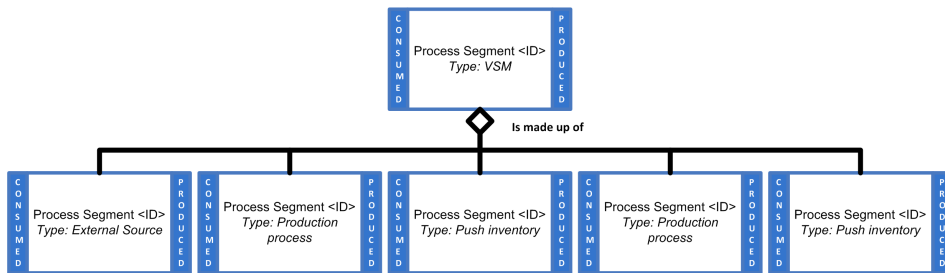 CONSUMED
Process Segment <ID>
Type: VSM
PRODUCED
Is made up of
CONSUMED
Process Segment <ID>
Type: External Source
PRODUCED
CONSUMED
Process Segment <ID>
Type: Production
process
PRODUCED
CONSUMED
Process Segment <ID>
Type: Push inventory
PRODUCED
CONSUMED
Process Segment <ID>
Type: Production
process
PRODUCED
CONSUMED
Process Segment <ID>
Type: Push inventory
PRODUCED